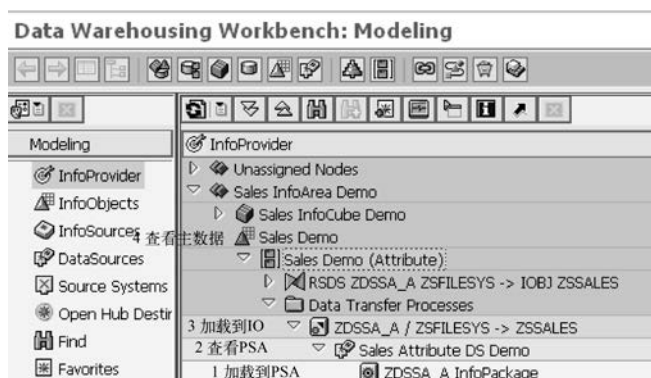 Data Warehousing Workbench: Modeling
Modeling
InfoProvider
InfoObjects
InfoSources
DataSources
Source Systems
Open Hub Destir
Find
Favorites
InfoProvider
Unassigned Nodes
Sales InfoArea Demo
Sales InfoCube Demo
4 查看主数据 Sales Demo
Sales Demo (Attribute)
RSDS ZDSSA_A ZSFILESYS -> IOBJ ZSSALES
Data Transfer Processes
3 加载到IO ZDSSA_A / ZSFILESYS -> ZSSALES
2 查看PSA Sales Attribute DS Demo
1 加载到PSA ZDSSA_A InfoPackage